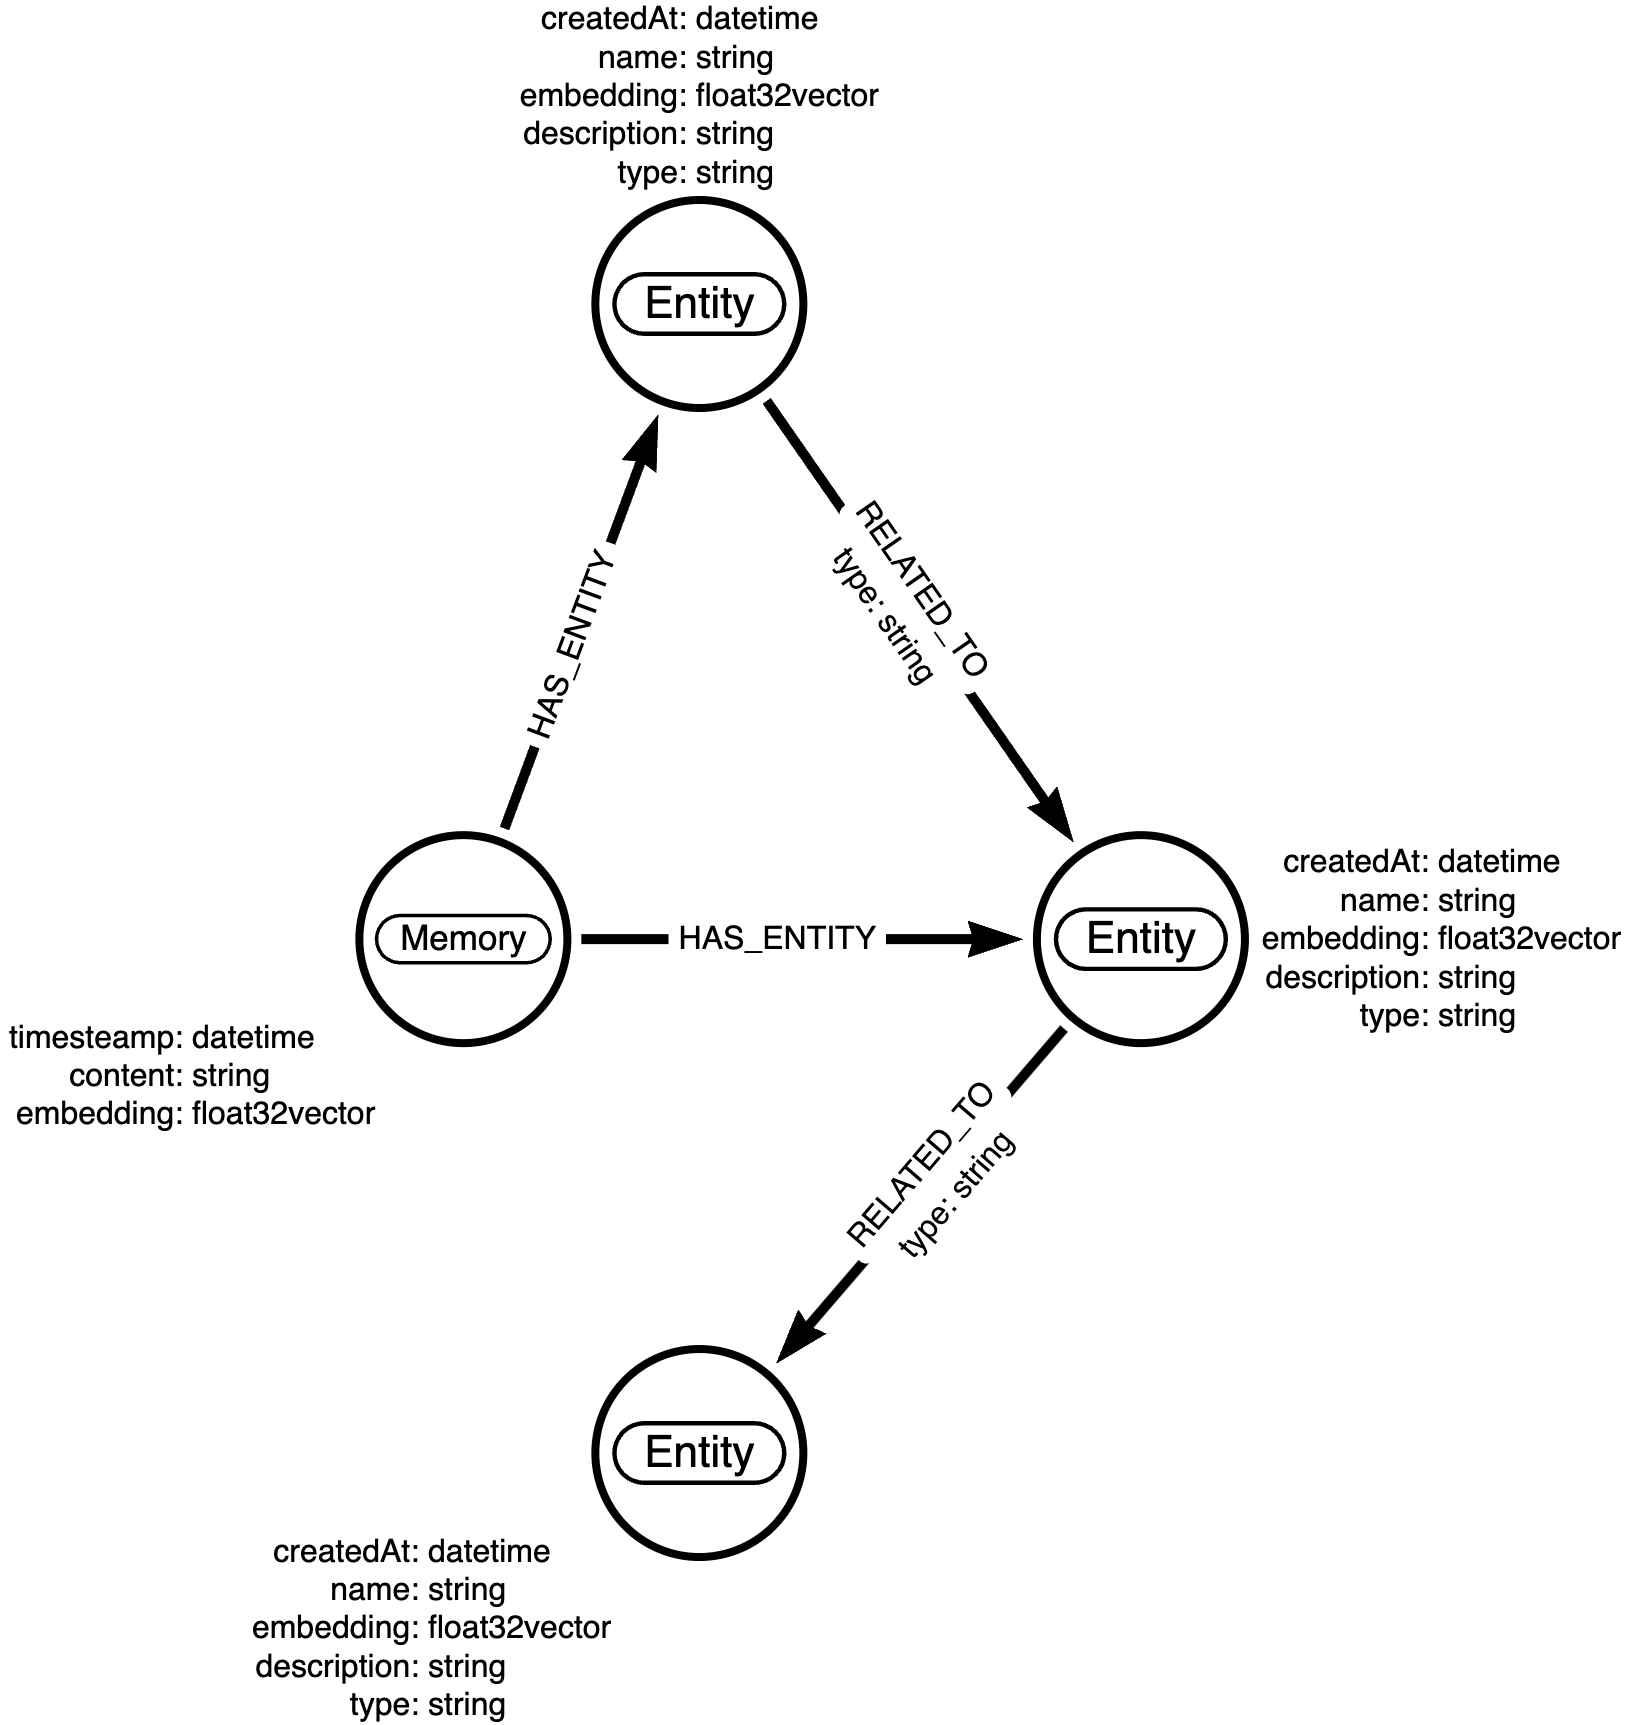 createdAt: datetime
name: string
embedding: float32vector
description: string
type: string
Entity
RELATED_TO
type: string
HAS_ENTITY
Memory
HAS_ENTITY
Entity
createdAt: datetime
name: string
embedding: float32vector
description: string
type: string
timesteamp: datetime
content: string
embedding: float32vector
RELATED_TO
type: string
Entity
createdAt: datetime
name: string
embedding: float32vector
description: string
type: string